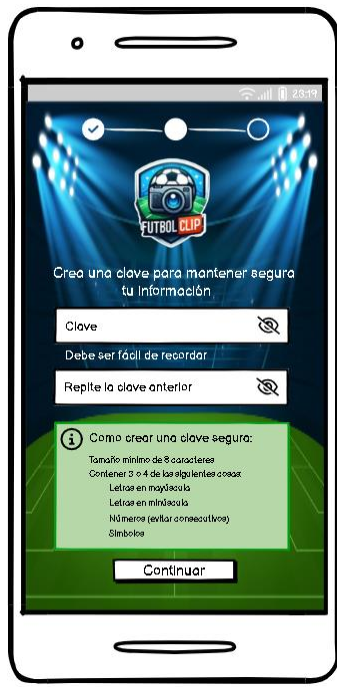 23:19
FUTBOL CLIP
Crea una clave para mantener segura
tu información
Clave
Debe ser fácil de recordar
Repite la clave anterior
Como crear una clave segura:
Tamaño mínimo de 8 caracteres
Contener 3 o 4 de las siguientes cosas:
Letras en mayúscula
Letras en minúscula
Números (evitar consecutivos)
Símbolos
Continuar